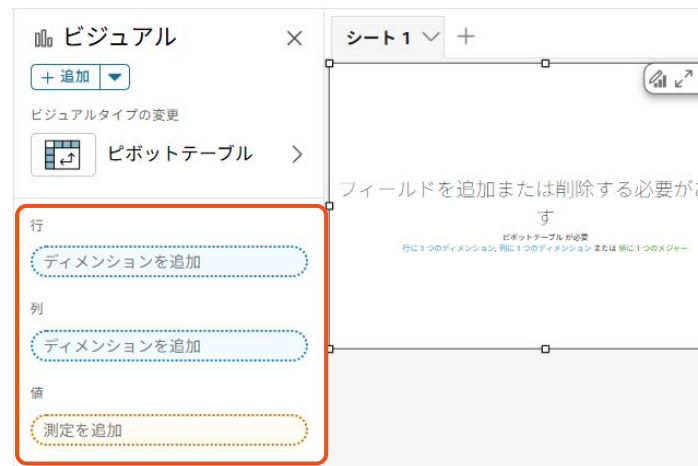 ビジュアル
+ 追加
ビジュアルタイプの変更
ピボットテーブル
行
ディメンションを追加
列
ディメンションを追加
値
測定を追加
シート 1
フィールドを追加または削除する必要が
す
ピボットテーブル が必要
行に 1 つのディメンション, 列に 1 つのディメンション または 値に 1 つのメジャー